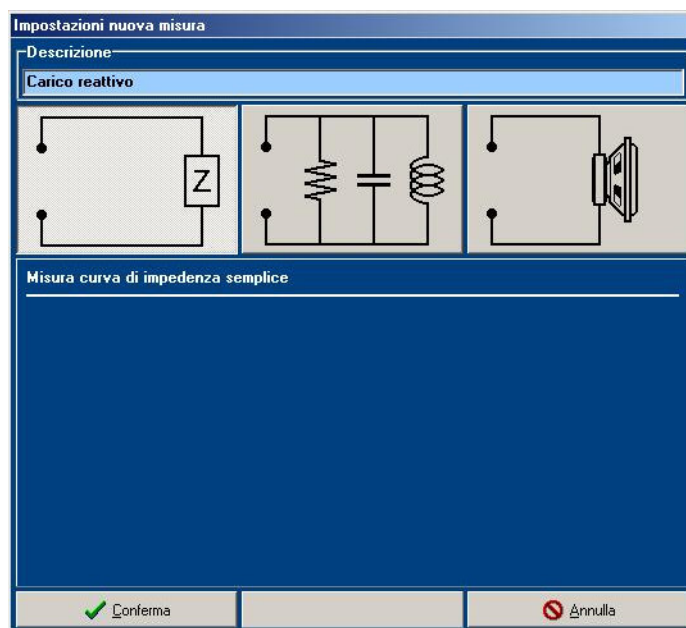 Impostazioni nuova misura
Descrizione
Carico reattivo
Z
Misura curva di impedenza semplice
Conferma
Annulla